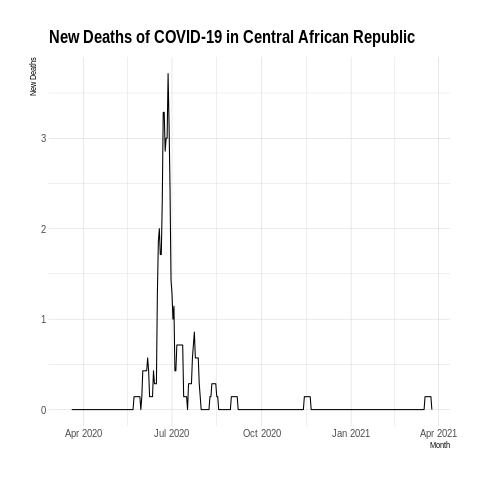 New Deaths of COVID-19 in Central African Republic
New Deaths
3
2
1
0
Apr 2020 Jul 2020 Oct 2020 Jan 2021 Apr 2021
Month